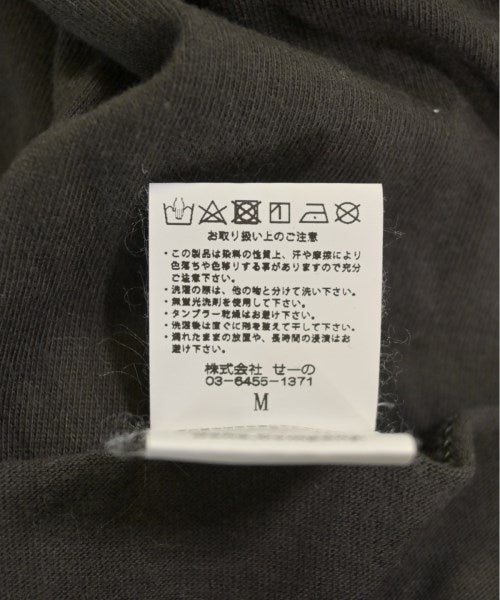 お取り扱い上のご注意
・この製品は染料の性質上、汗や摩擦により
色落ちや色移りする事がありますので充分
ご注意下さい。
・洗濯の際は、他の物と分けて洗い下さい。
・無蛍光洗剤を使用して下さい。
・タンブラー乾燥はお避け下さい。
・洗濯後は直ぐに形を整えて干して下さい。
・濡れたままの放置や、長時間の浸漬はお
避け下さい。
株式会社 せーの
03-6455-1371
M